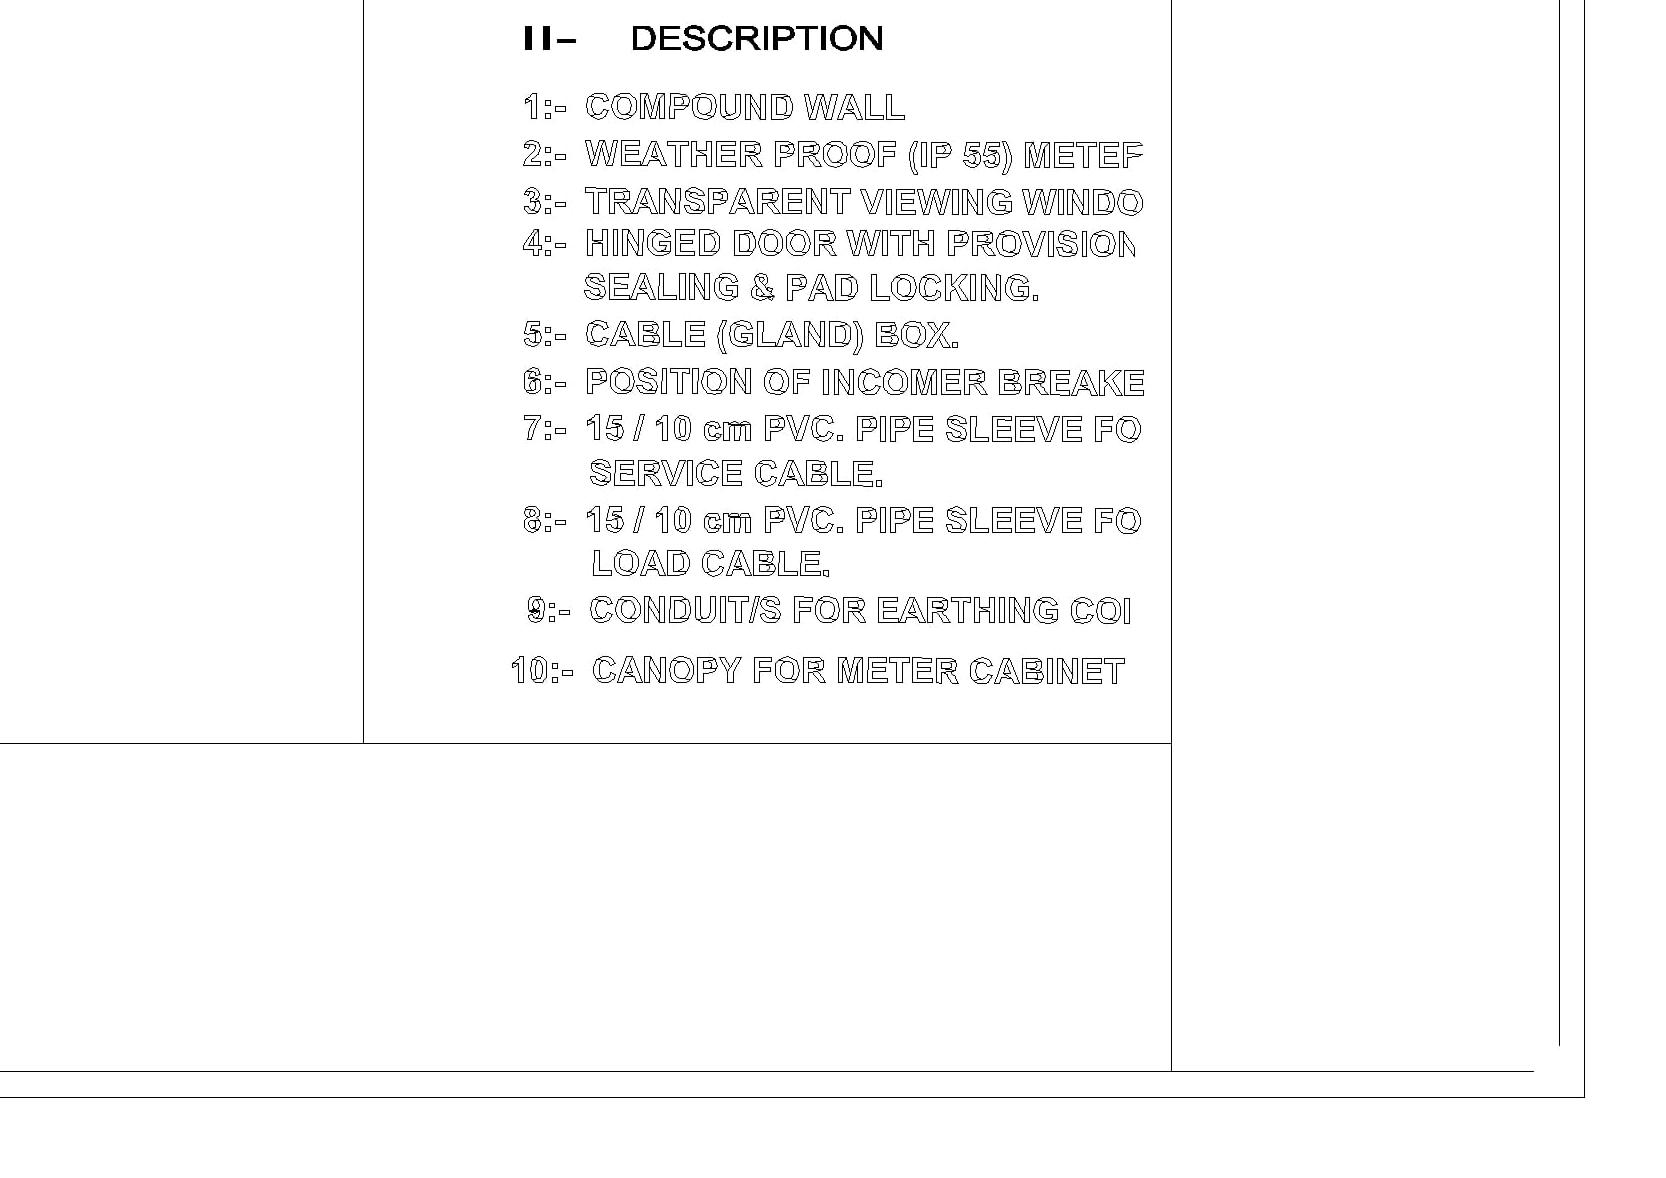 II- DESCRIPTION
1:- COMPOUND WALL
2:- WEATHER PROOF (IP 55)
3:- TRANSPARENT VIEWING WINDO
4:- HINGED DOOR WITH PROVISION
SEALING & PAD LOCKING.
5:- CABLE (GLAND) BOX.
6:- POSITION OF INCOMER BREAKE
7:- 15 / 10 cm PVC. PIPE SLEEVE FO
SERVICE CABLE.
8:- 15 / 10 cm PVC. PIPE SLEEVE FO
LOAD CABLE.
9:- CONDUIT/S FOR EARTHING
10:- CANOPY FOR METER CABINET